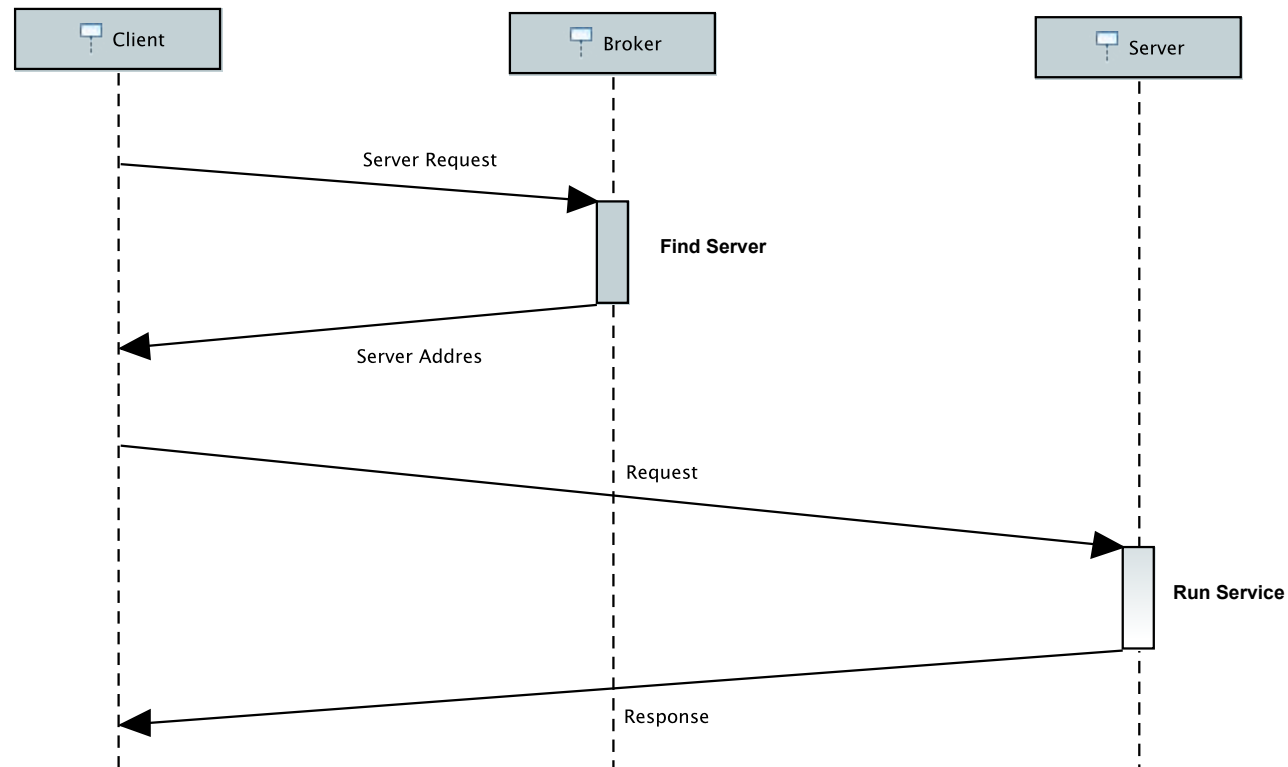 Client
Broker
Server
Server Request
Find Server
Server Addres
Request
Run Service
Response